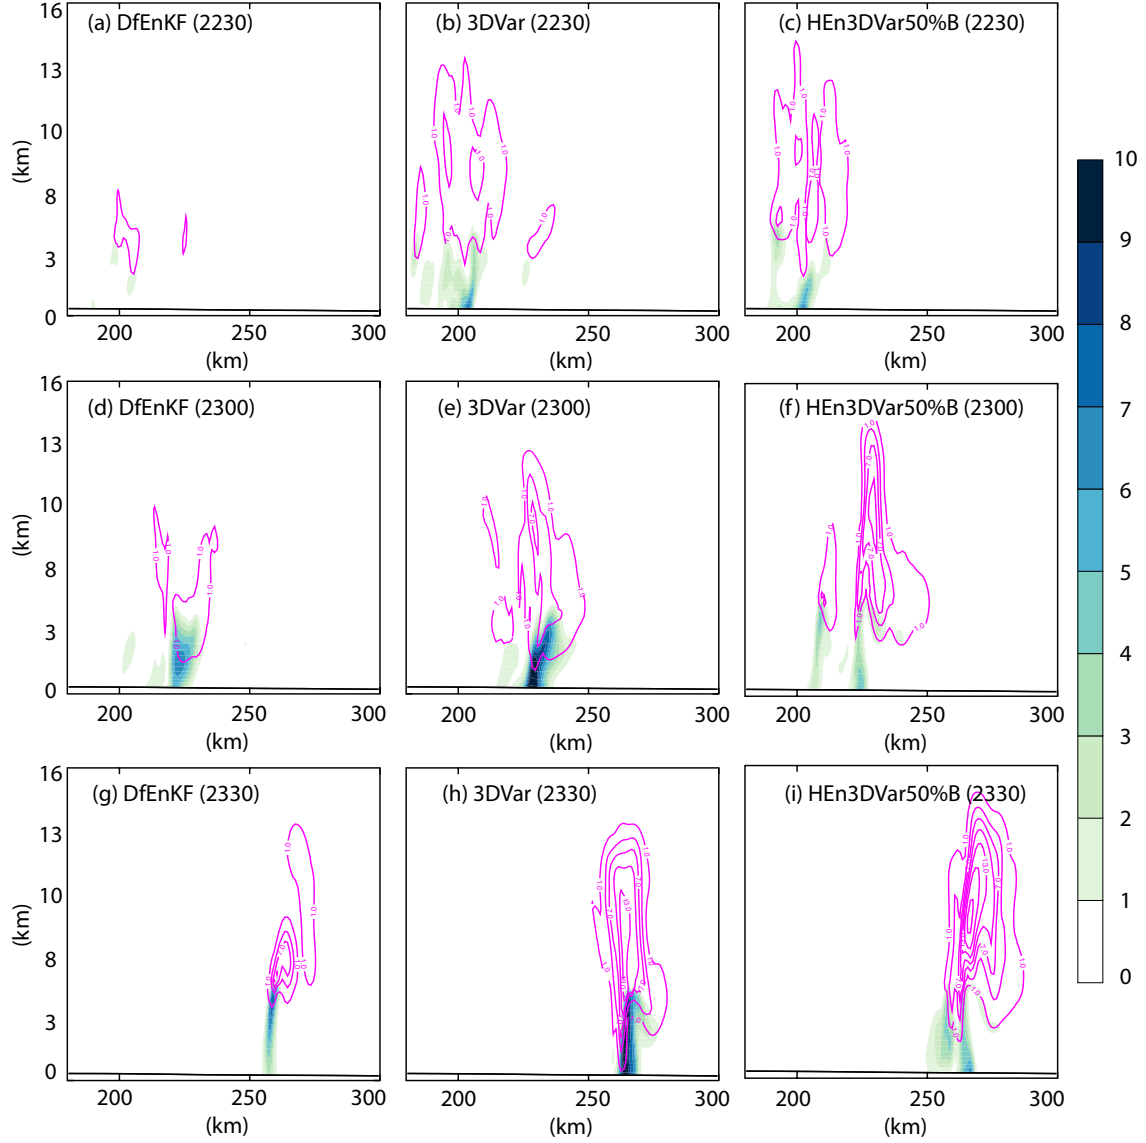 (a) DfEnKF (2230)
(b) 3DVar (2230)
(c) HEn3DVar50%B (2230)
16
13
10
8
3
0
(km)
200 250 300
(km)
200 250 300
(km)
200 250 300
(km)
(d) DfEnKF (2300)
(e) 3DVar (2300)
(f) HEn3DVar50%B (2300)
16
13
10
8
3
0
(km)
200 250 300
(km)
200 250 300
(km)
200 250 300
(km)
(g) DfEnKF (2330)
(h) 3DVar (2330)
(i) HEn3DVar50%B (2330)
16
13
10
8
3
0
(km)
200 250 300
(km)
200 250 300
(km)
200 250 300
(km)
10
9
8
7
6
5
4
3
2
1
0